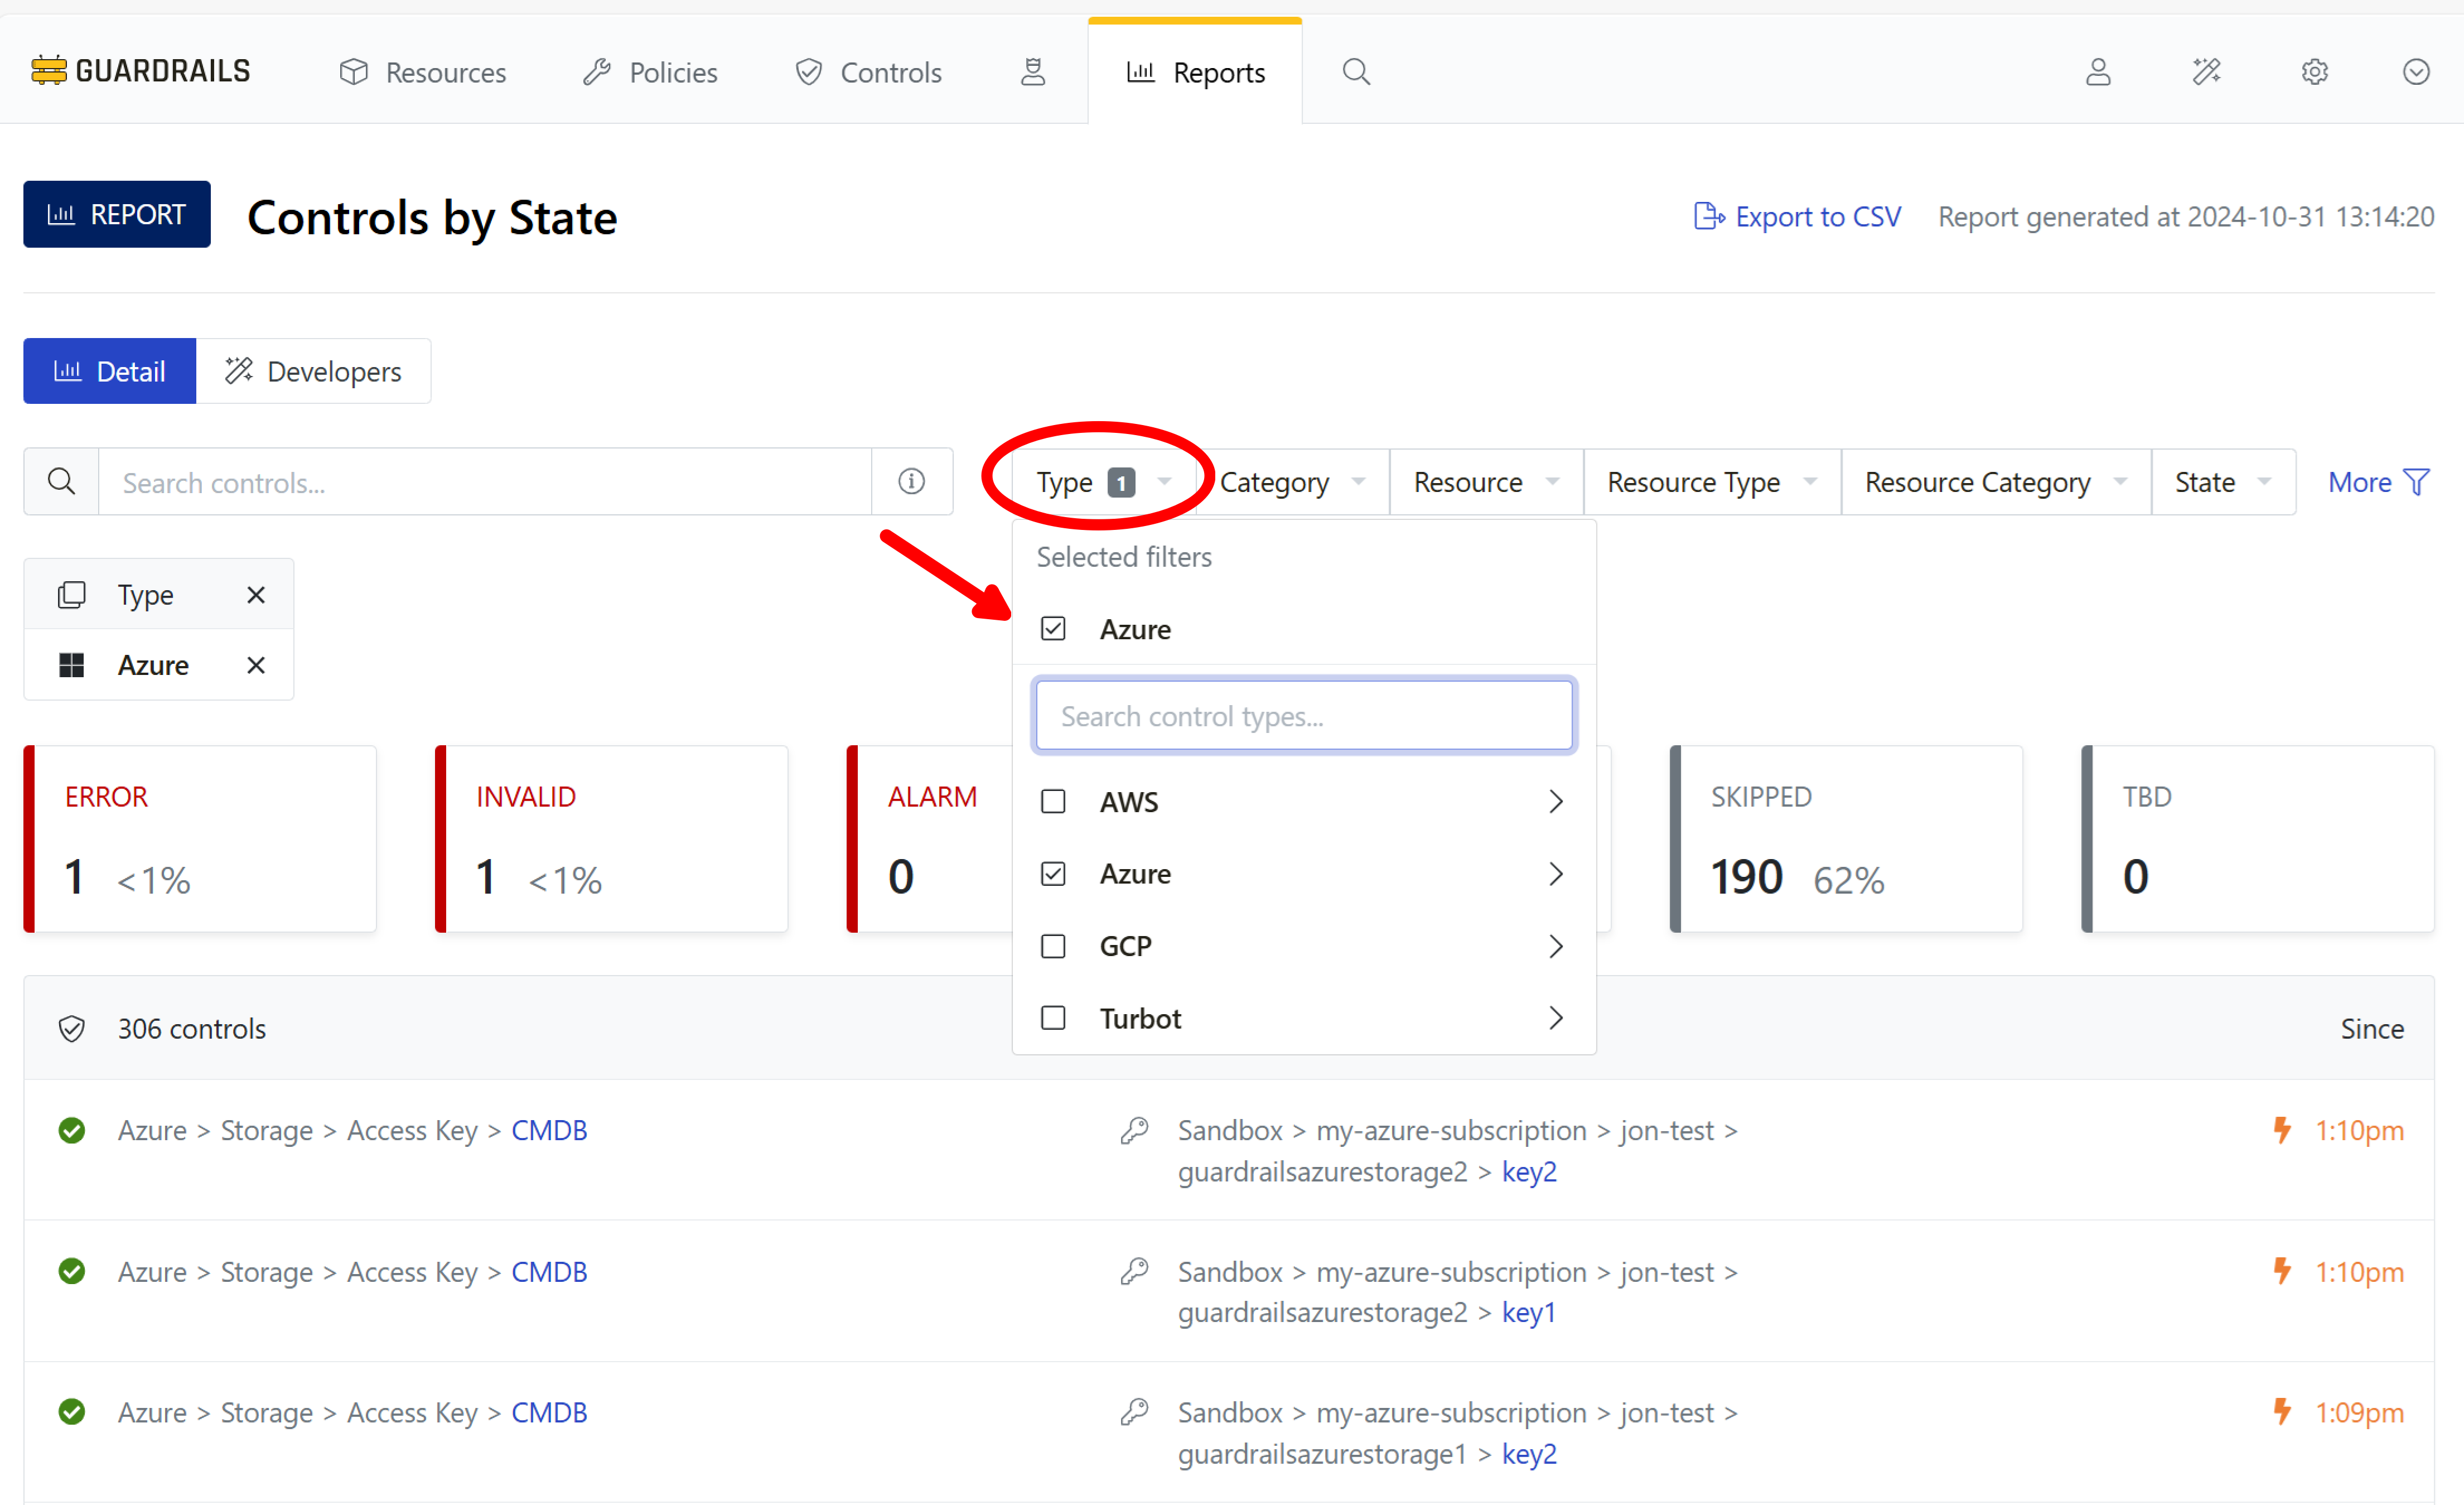 GUARDRAILS Resources Policies Controls Reports
REPORT Controls by State Export to CSV Report generated at 2024-10-31 13:14:20
Detail Developers
Search controls... Type 1 Category Resource Resource Type Resource Category State More
Selected filters
Type
Azure
Azure
Search control types...
ERROR INVALID ALARM SKIPPED TBD
1 <1% 1 <1% 0 190 62% 0
AWS
Azure
GCP
Turbot
306 controls Since
Azure > Storage > Access Key > CMDB Sandbox > my-azure-subscription > jon-test > 1:10pm
guardrailsazurestorage2 > key2
Azure > Storage > Access Key > CMDB Sandbox > my-azure-subscription > jon-test > 1:10pm
guardrailsazurestorage2 > key1
Azure > Storage > Access Key > CMDB Sandbox > my-azure-subscription > jon-test > 1:09pm
guardrailsazurestorage1 > key2